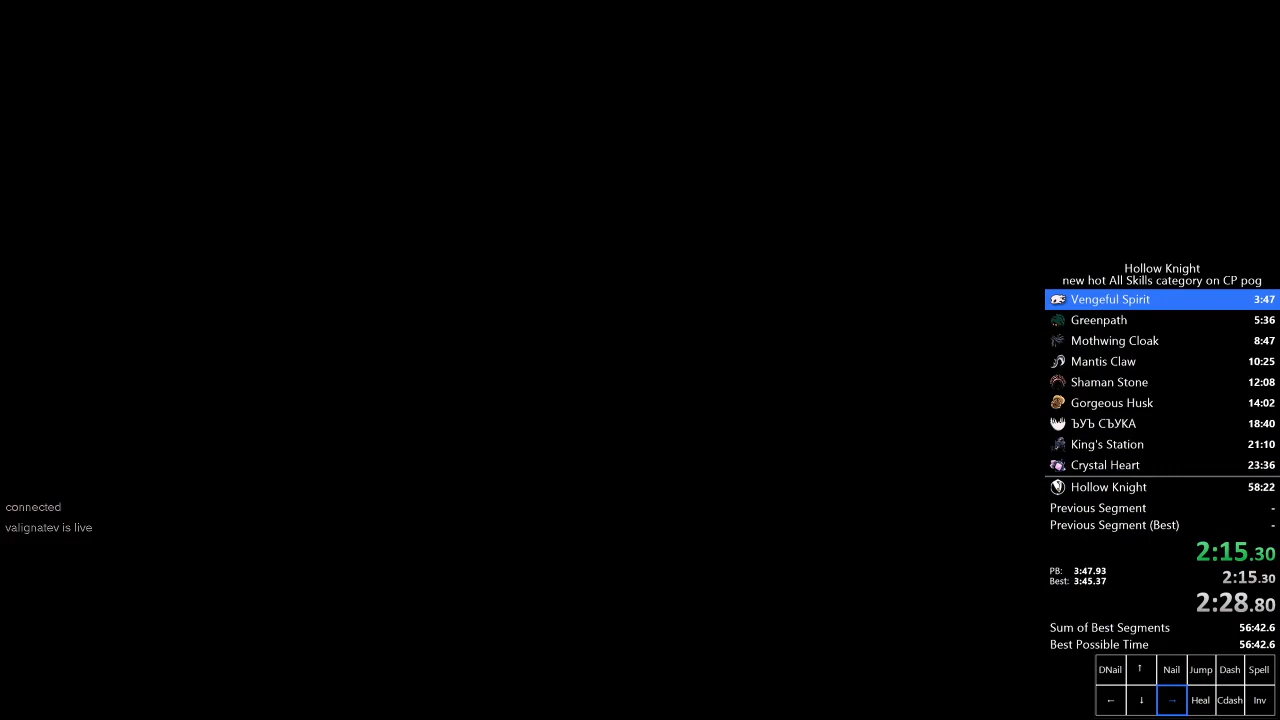 Hollow Knight
new hot All Skills category on CP pog
Vengeful Spirit 3:47
Greenpath 5:36
Mothwing Cloak 8:47
Mantis Claw 10:25
Shaman Stone 12:08
Gorgeous Husk 14:02
ЪУЪ СЪУКА 18:40
King's Station 21:10
Crystal Heart 23:36
Hollow Knight 58:22
connected
valignatev is live
Previous Segment -
Previous Segment (Best) -
2:15.30
PB: 3:47.93
Best: 3:45.37
2:15.30
2:28.80
Sum of Best Segments 56:42.6
Best Possible Time 56:42.6
DNail ↑ Nail Jump Dash Spell
← ↓ → Heal Cdash Inv